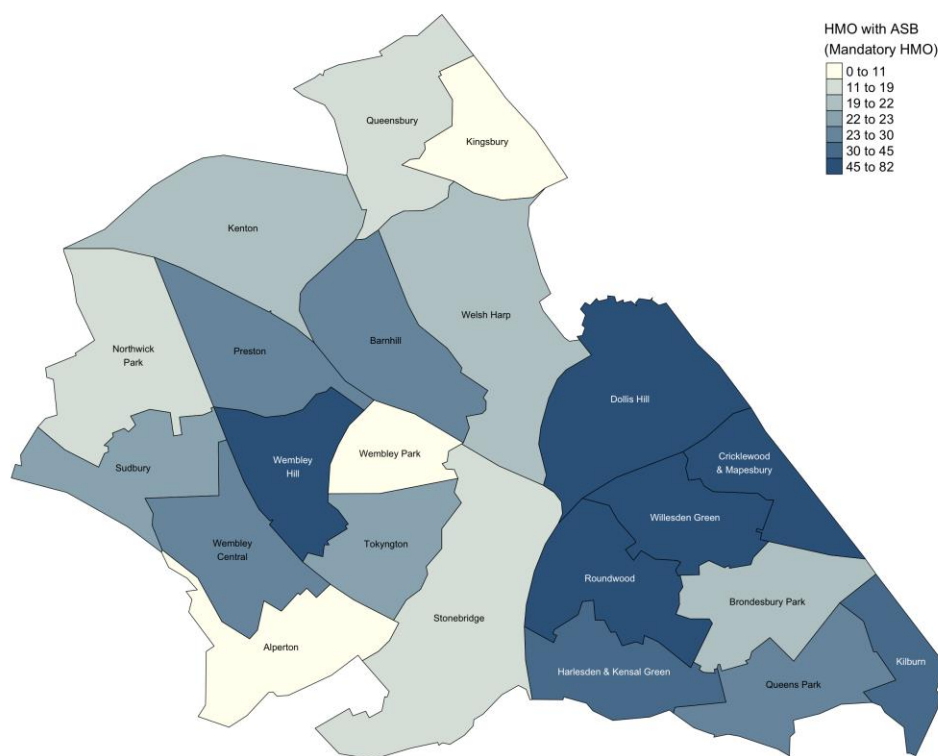 HMO with ASB
(Mandatory HMO)
0 to 11
11 to 19
19 to 22
22 to 23
23 to 30
30 to 45
45 to 82
Queensbury
Kingsbury
Kenton
Welsh Harp
Barnhill
Northwick
Park
Preston
Dollis Hill
Cricklewood
& Mapesbury
Wembley
Hill
Wembley Park
Sudbury
Willesden Green
Wembley
Central
Tokyngton
Roundwood
Brondesbury Park
Stonebridge
Alperton
Kilburn
Harlesden & Kensal Green
Queens Park